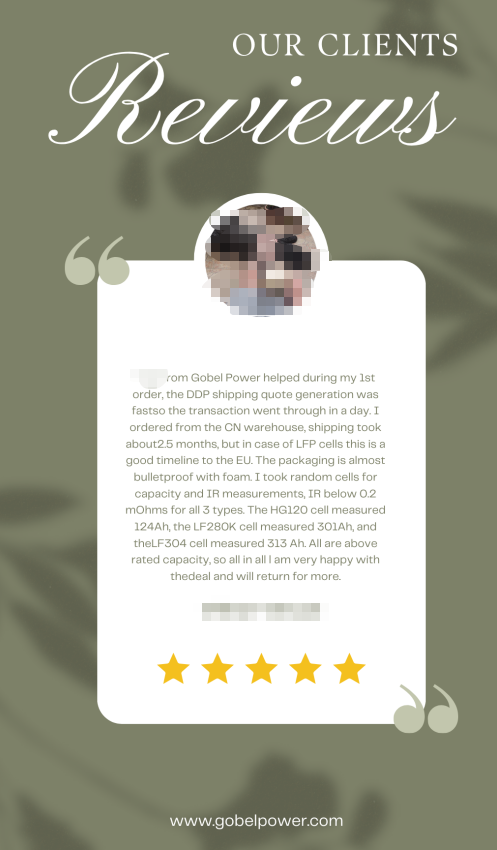 OUR CLIENTS
Reviews
from Gobel Power helped during my 1st
order, the DDP shipping quote generation was
fastso the transaction went through in a day. I
ordered from the CN warehouse, shipping took
about2.5 months, but in case of LFP cells this is a
good timeline to the EU. The packaging is almost
bulletproof with foam. I took random cells for
capacity and IR measurements, IR below 0.2
mOhms for all 3 types. The HG120 cell measured
124Ah, the LF280K cell measured 301Ah, and
theLF304 cell measured 313 Ah. All are above
rated capacity, so all in all I am very happy with
thedeal and will return for more.
www.gobelpower.com